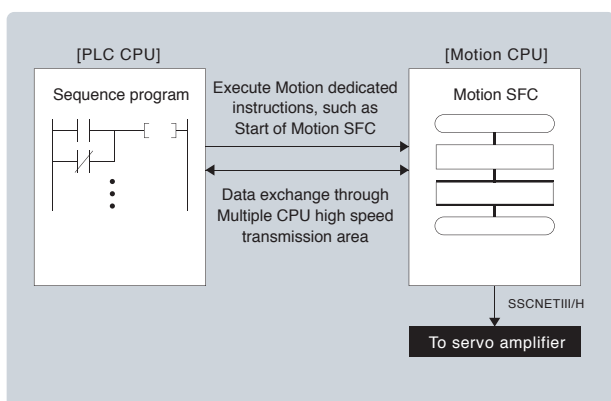 [PLC CPU]
[Motion CPU]
Sequence program
Execute Motion dedicated
instructions, such as
Start of Motion SFC
Motion SFC
Data exchange through
Multiple CPU high speed
transmission area
SSCNETIII/H
To servo amplifier